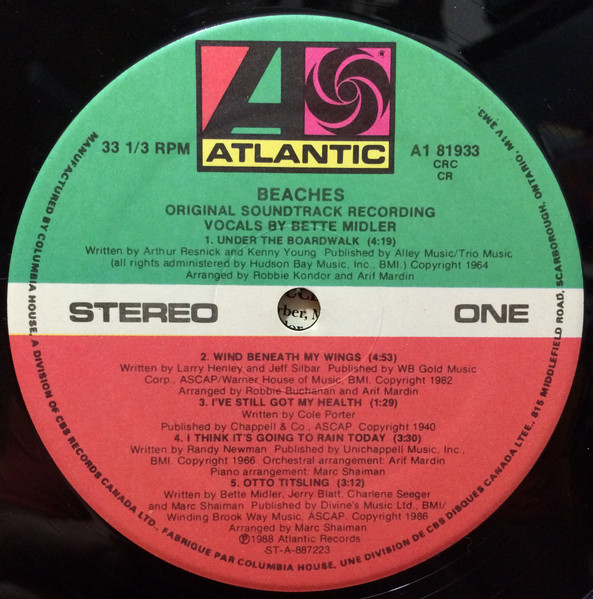 ATLANTIC
33 1/3 RPM
A1 81933
CRC
CR
BEACHES
ORIGINAL SOUNDTRACK RECORDING
VOCALS BY BETTE MIDLER
1. UNDER THE BOARDWALK (4:19)
Written by Arthur Resnick and Kenny Young Published by Alley Music/Trio Music
(all rights administered by Hudson Bay Music, Inc., BMI.) Copyright 1964
Arranged by Robbie Kondor and Arif Mardin
STEREO
ONE
2. WIND BENEATH MY WINGS (4:53)
Written by Larry Henley and Jeff Silbar Published by WB Gold Music
Corp., ASCAP/Warner House of Music, BMI. Copyright 1982
Arranged by Robbie Buchanan and Arif Mardin
3. I'VE STILL GOT MY HEALTH (1:29)
Written by Cole Porter
Published by Chappell & Co., ASCAP Copyright 1940
4. I THINK IT'S GOING TO RAIN TODAY (3:30)
Written by Randy Newman Published by Unichappell Music, Inc.,
BMI. Copyright 1966 Orchestral arrangement: Arif Mardin
Piano arrangement: Marc Shaiman
5. OTTO TITSLING (3:12)
Written by Bette Midler, Jerry Blatt, Charlene Seeger
and Marc Shaiman Published by Divine's Music Ltd., BMI/
Winding Brook Way Music, ASCAP. Copyright 1986
Arranged by Marc Shaiman
℗1988 Atlantic Records
ST-A-887223
MANUFACTURED BY COLUMBIA HOUSE, A DIVISION OF CBS RECORDS CANADA LTD., FABRIQUE PAR COLUMBIA HOUSE, UNE DIVISION DE CBS DISQUES CANADA LTEE., 815 MIDDLEFIELD ROAD, SCARBOROUGH, ONTARIO, M1V 3M3.